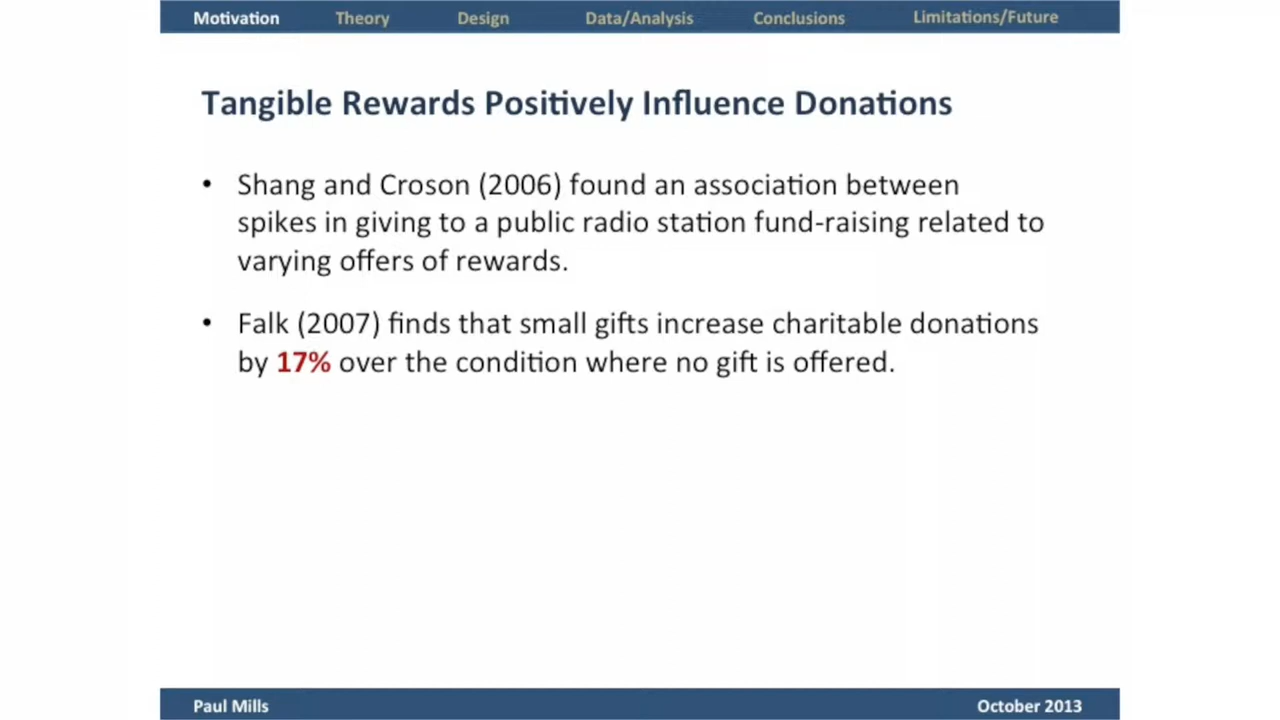 Motivation Theory Design Data/Analysis Conclusions Limitations/Future
Tangible Rewards Positively Influence Donations
• Shang and Croson (2006) found an association between
spikes in giving to a public radio station fund-raising related to
varying offers of rewards.
• Falk (2007) finds that small gifts increase charitable donations
by 17% over the condition where no gift is offered.
Paul Mills October 2013